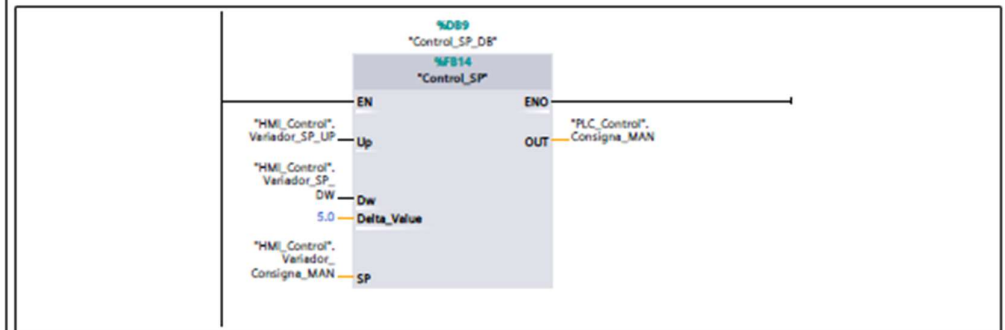 %DB9
"Control_SP_DB"
%FB14
"Control_SP"
EN ENO
"HMI_Control".
Variador_SP_UP Up
"PLC_Control".
OUT Consigna_MAN
"HMI_Control".
Variador_SP_
DW Dw
5.0 Delta_Value
"HMI_Control".
Variador_
Consigna_MAN SP